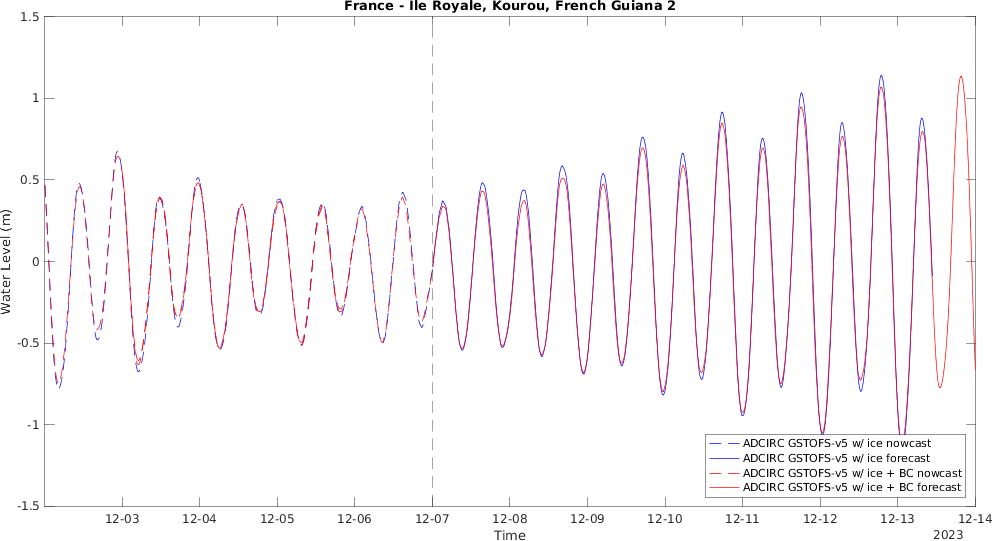 France - Ile Royale, Kourou, French Guiana 2
1.5
1
0.5
0
-0.5
-1
-1.5
Water Level (m)
ADCIRC GSTOFS-v5 w/ ice nowcast
ADCIRC GSTOFS-v5 w/ ice forecast
ADCIRC GSTOFS-v5 w/ ice + BC nowcast
ADCIRC GSTOFS-v5 w/ ice + BC forecast
12-03 12-04 12-05 12-06 12-07 12-08 12-09 12-10 12-11 12-12 12-13 12-14
Time
2023